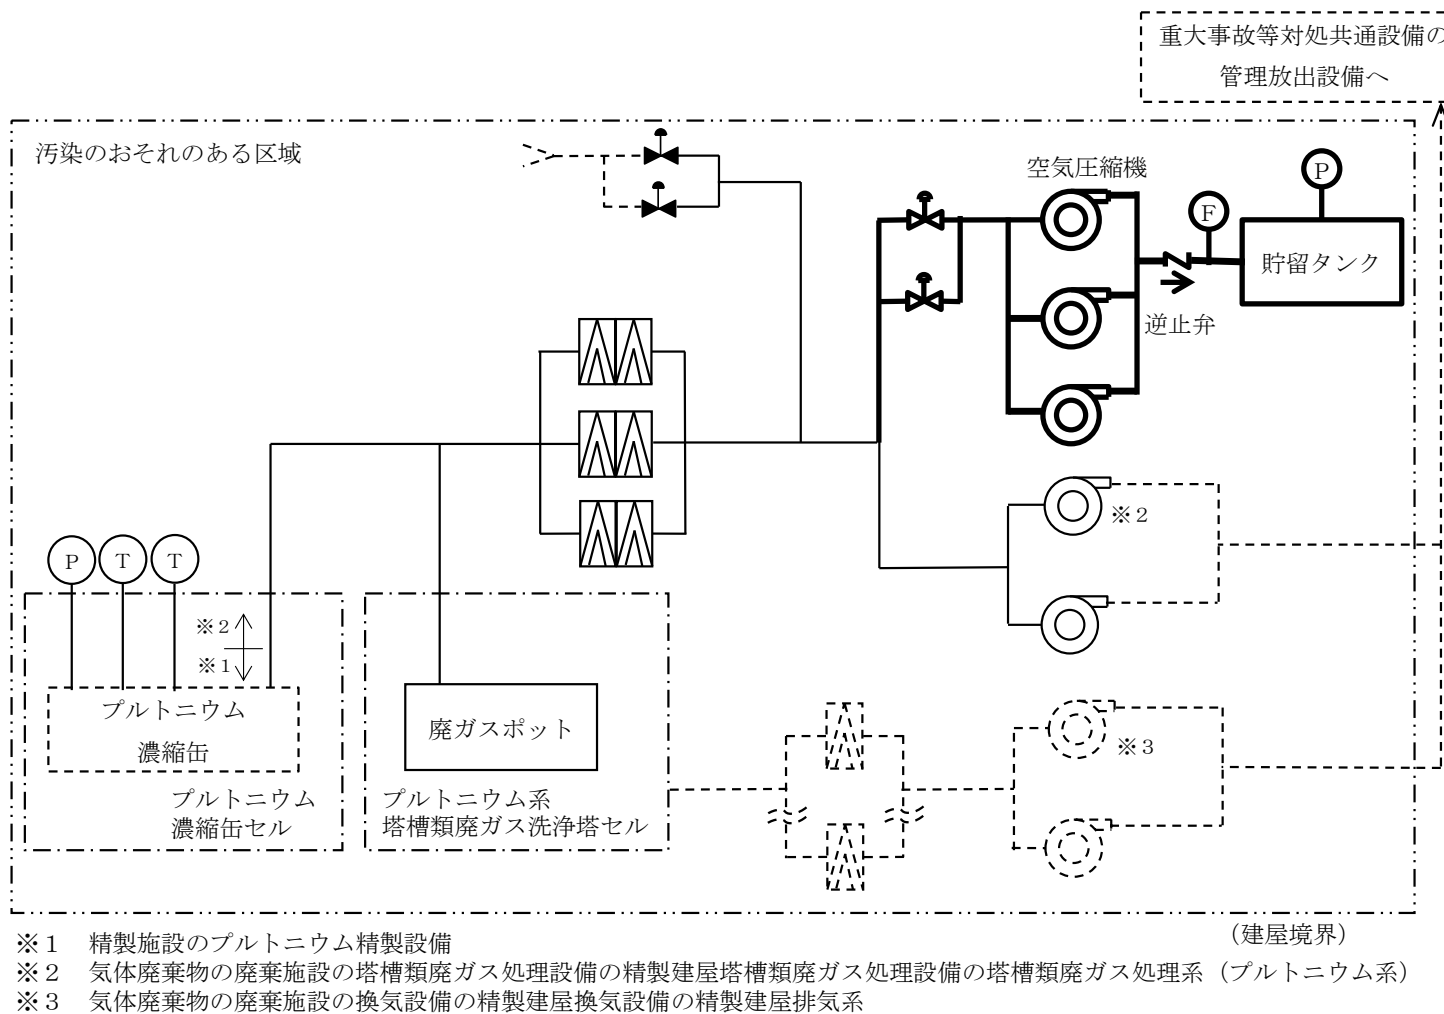 重大事故等対処共通設備の
管理放出設備へ
汚染のおそれのある区域
空気圧縮機
P
F
貯留タンク
逆止弁
※2
P
T
T
※2
※1
プルトニウム
濃縮缶
プルトニウム
濃縮缶セル
廃ガスポット
プルトニウム系
塔槽類廃ガス洗浄塔セル
※3
(建屋境界)
※1 精製施設のプルトニウム精製設備
※2 気体廃棄物の廃棄施設の塔槽類廃ガス処理設備の精製建屋塔槽類廃ガス処理設備の塔槽類廃ガス処理系(プルトニウム系)
※3 気体廃棄物の廃棄施設の換気設備の精製建屋換気設備の精製建屋排気系